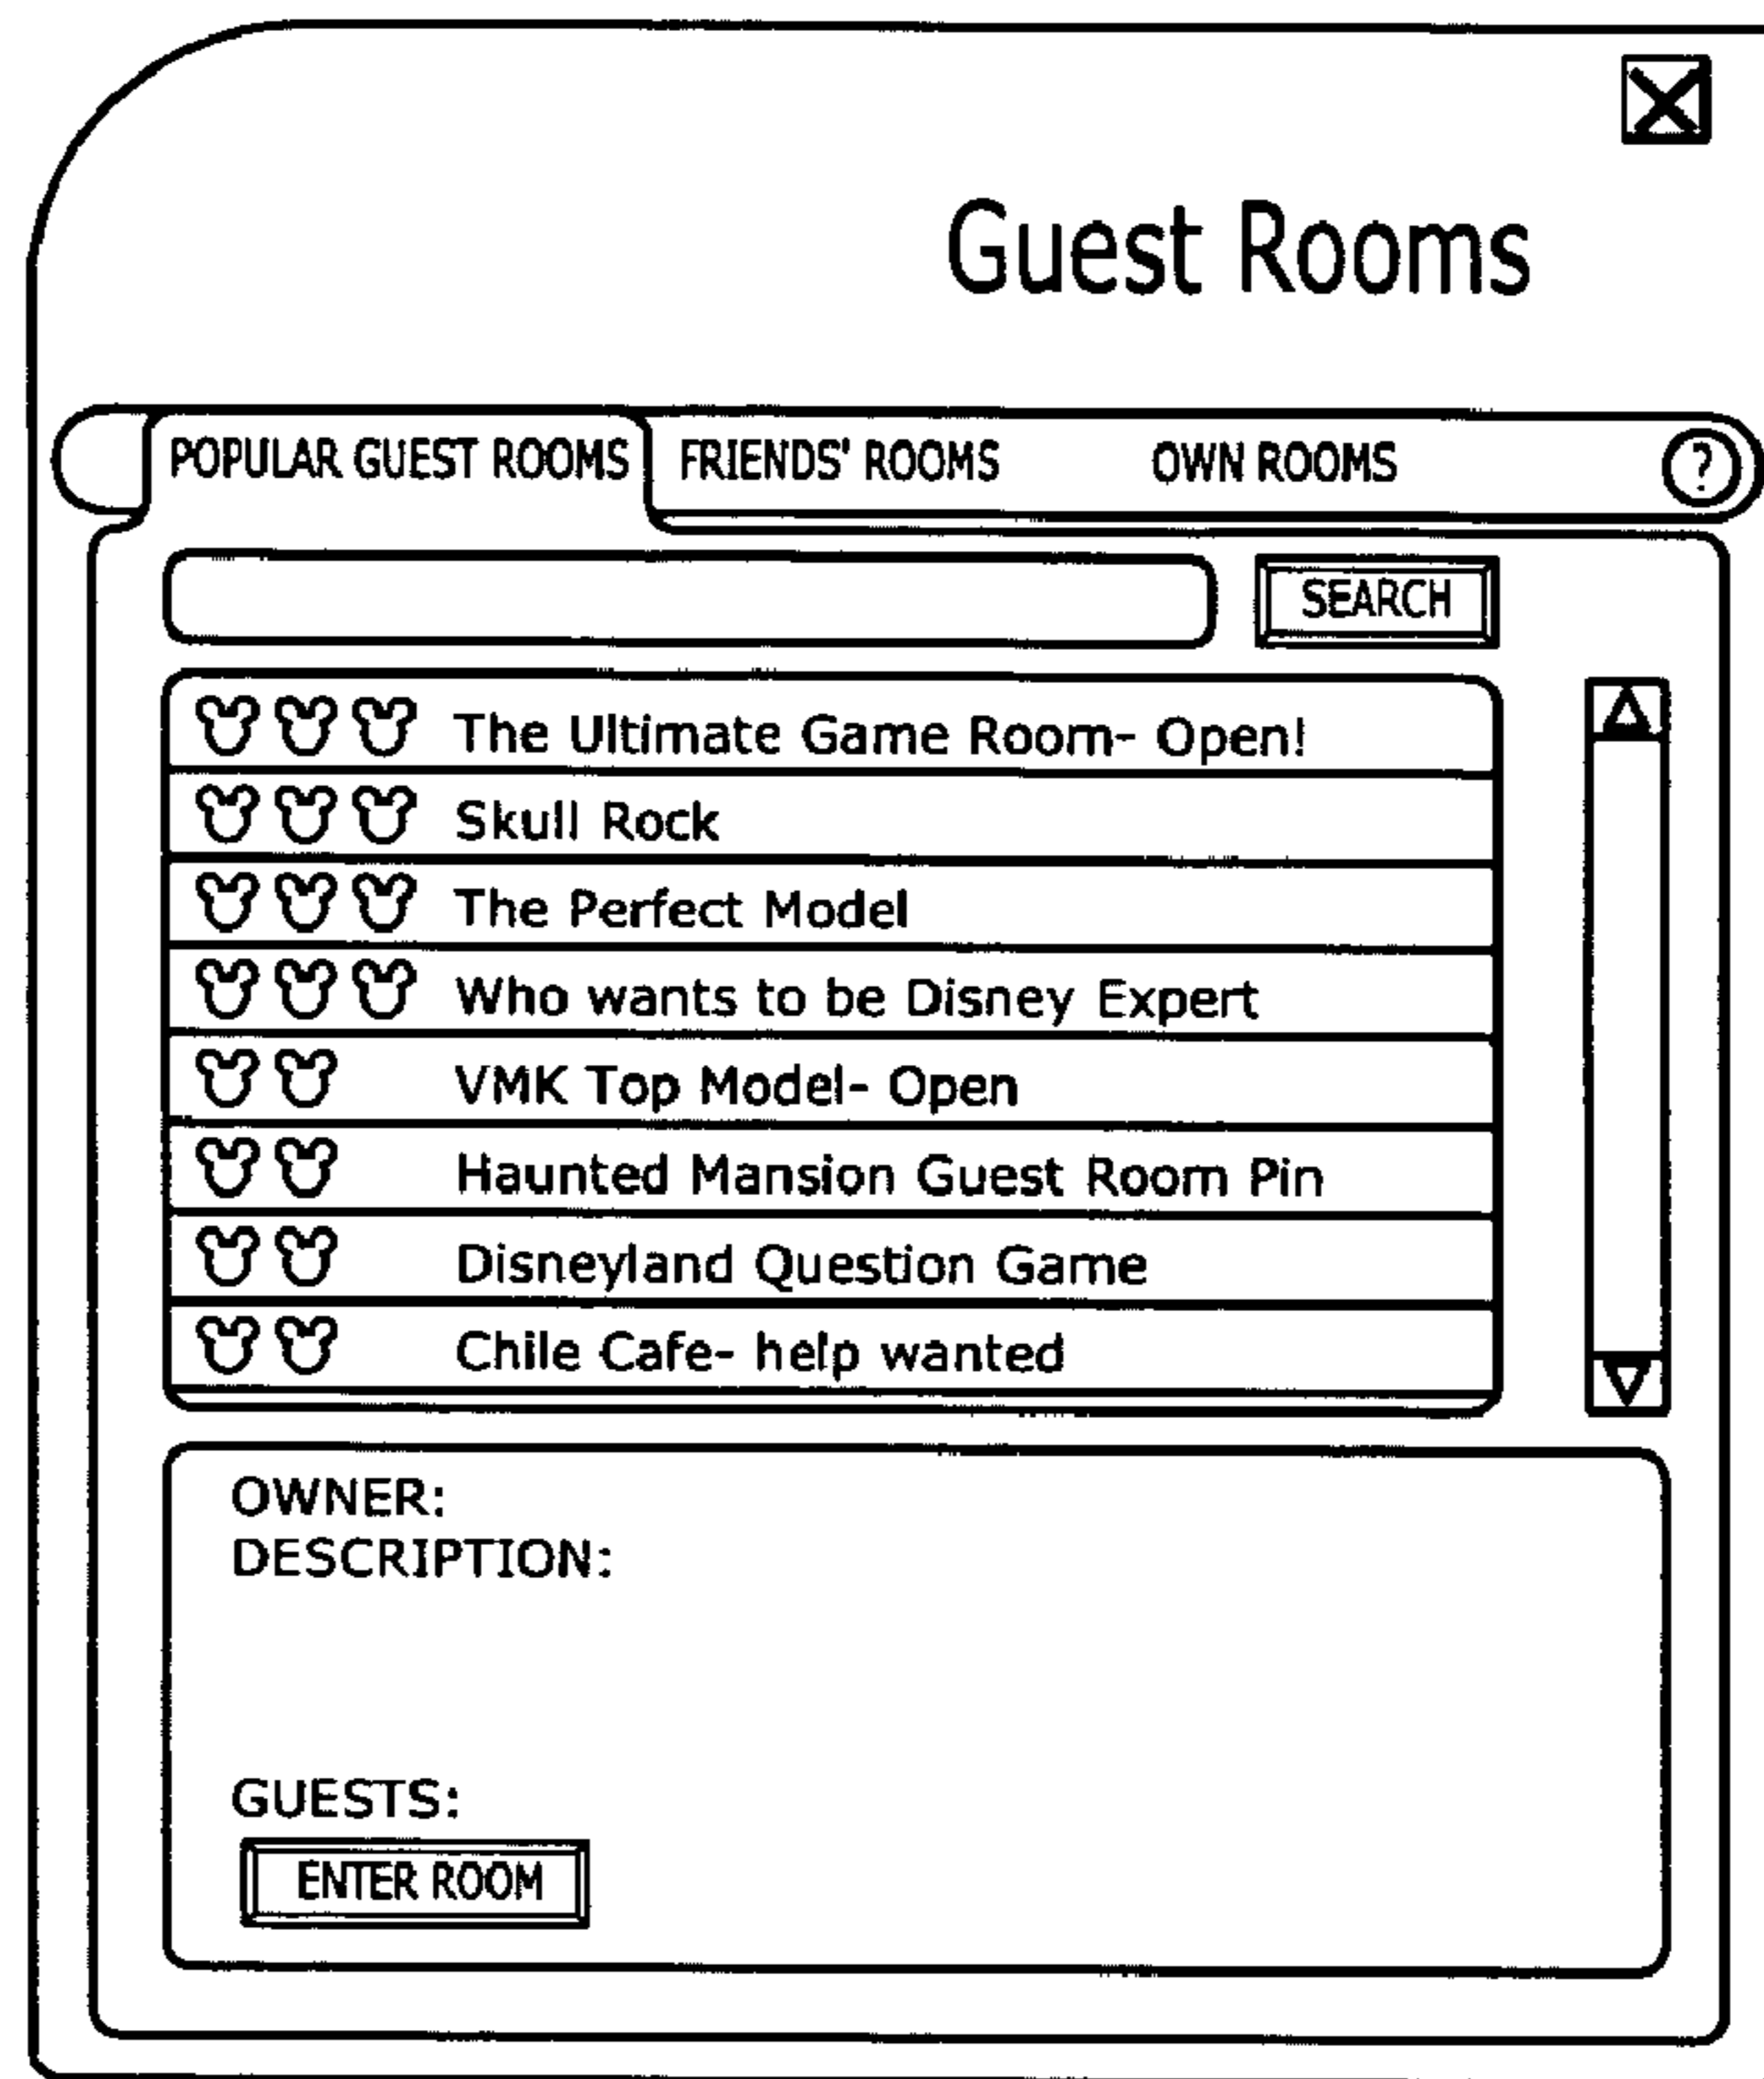 Guest Rooms
POPULAR GUEST ROOMS FRIENDS' ROOMS OWN ROOMS ?
SEARCH
The Ultimate Game Room- Open!
Skull Rock
The Perfect Model
Who wants to be Disney Expert
VMK Top Model- Open
Haunted Mansion Guest Room Pin
Disneyland Question Game
Chile Cafe- help wanted
OWNER:
DESCRIPTION:
GUESTS:
ENTER ROOM